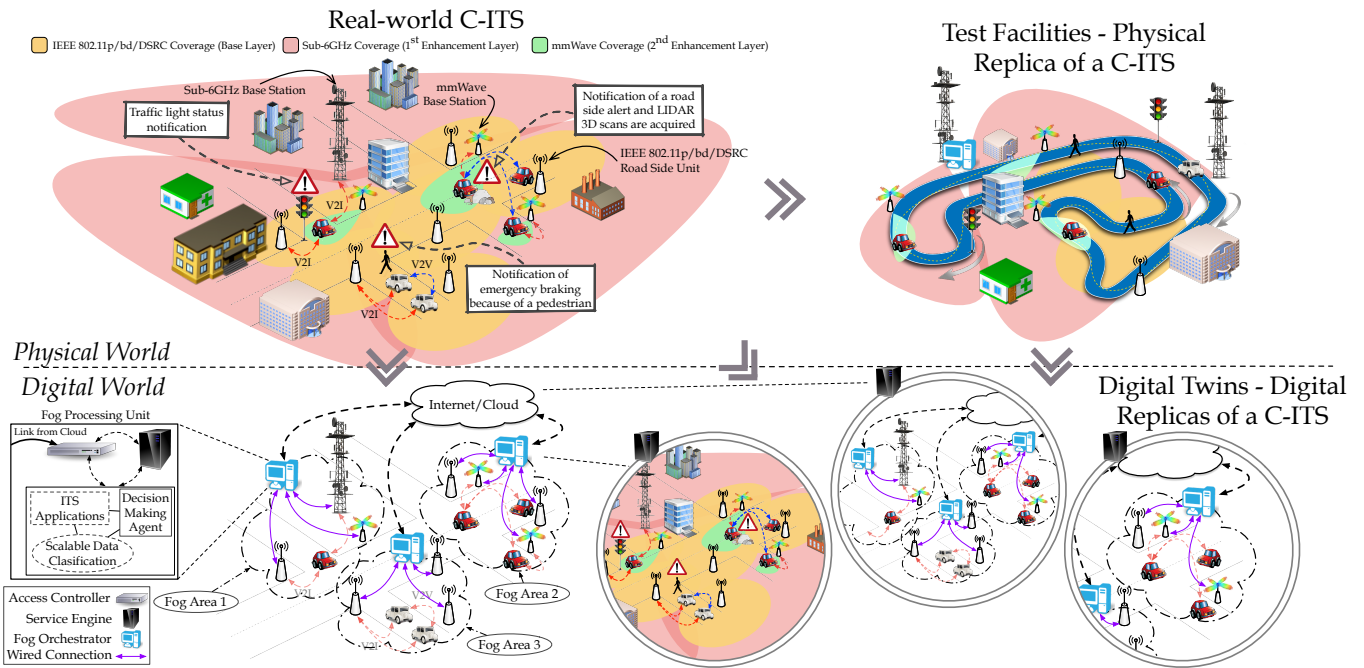 Real-world C-ITS
IEEE 802.11p/bd/DSRC Coverage (Base Layer)
Sub-6GHz Coverage (1st Enhancement Layer)
mmWave Coverage (2nd Enhancement Layer)
Test Facilities - Physical
Replica of a C-ITS
Sub-6GHz Base Station
mmWave
Base Station
Traffic light status
notification
Notification of a road
side alert and LIDAR
3D scans are acquired
IEEE 802.11p/bd/DSRC
Road Side Unit
V2I
V2I
V2V
V2I
Notification of
emergency braking
because of a pedestrian
Physical World
Digital World
Digital Twins - Digital
Replicas of a C-ITS
Fog Processing Unit
Link from Cloud
ITS
Applications
Decision
Making
Agent
Scalable Data
Classification
Internet/Cloud
Fog Area 1
V2I
V2V
Fog Area 2
V2I
Fog Area 3
Access Controller
Service Engine
Fog Orchestrator
Wired Connection